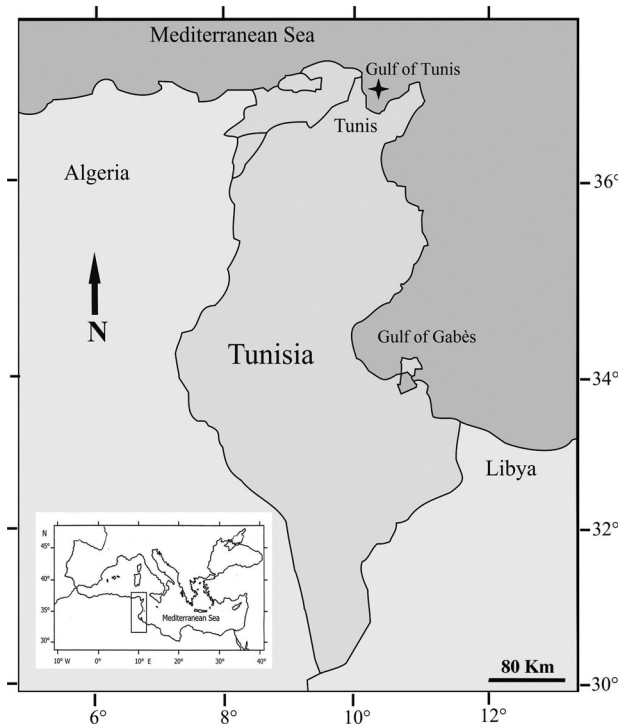 Mediterranean Sea
Gulf of Tunis
Tunis
Algeria
36°
N
Gulf of Gabès
Tunisia
34°
Libya
32°
N
45°
40°
35°
30°
Mediterranean Sea
10° W
0°
10° E
20°
30°
40°
80 Km
30°
6°
8°
10°
12°